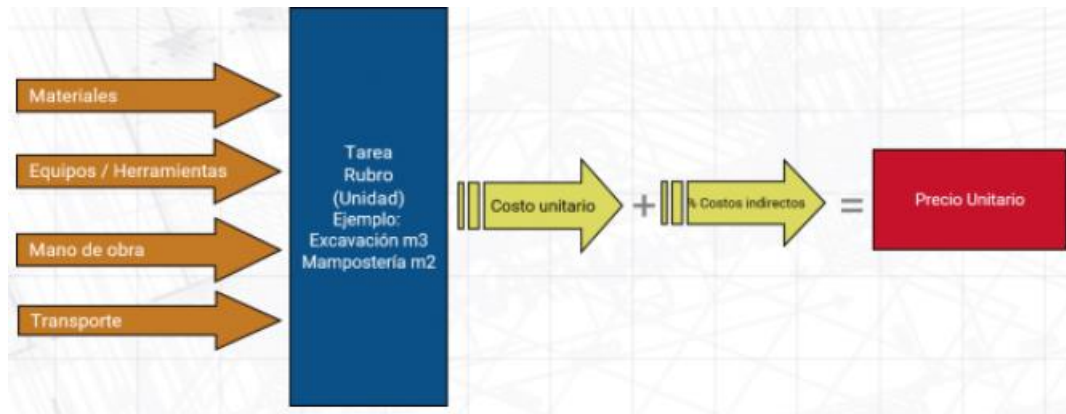 Materiales
Equipos / Herramientas
Mano de obra
Transporte
Tarea
Rubro
(Unidad)
Ejemplo:
Excavación m3
Mampostería m2
Costo unitario
+
% Costos indirectos
=
Precio Unitario